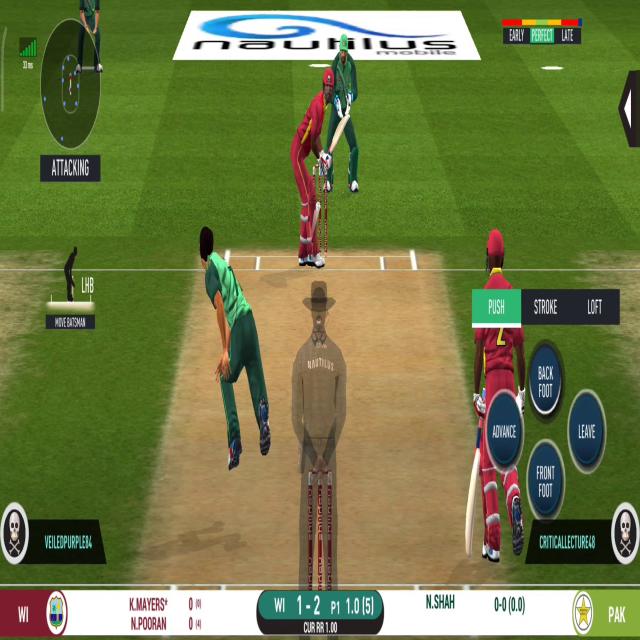 nautilus
mobile
EARLY PERFECT LATE
33 ms
ATTACKING
LHB
MOVE BATSMAN
NAUTILUS
PUSH STROKE LOFT
BACK FOOT
ADVANCE
LEAVE
FRONT FOOT
VEILEDPURPLE84
CRITICALLECTURE48
WI
K.MAYERS* 0 (0)
N.POORAN 0 (4)
WI 1-2 P1 1.0 (5)
CUR RR 1.00
N.SHAH 0-0 (0.0)
PAK